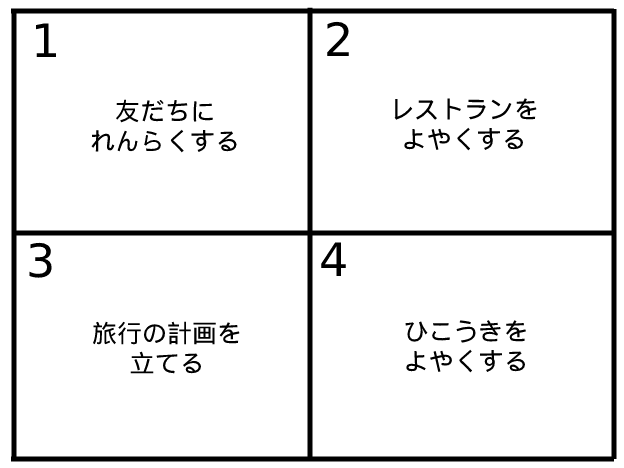 1
友だちに
れんらくする
2
レストランを
よやくする
3
旅行の計画を
立てる
4
ひこうきを
よやくする